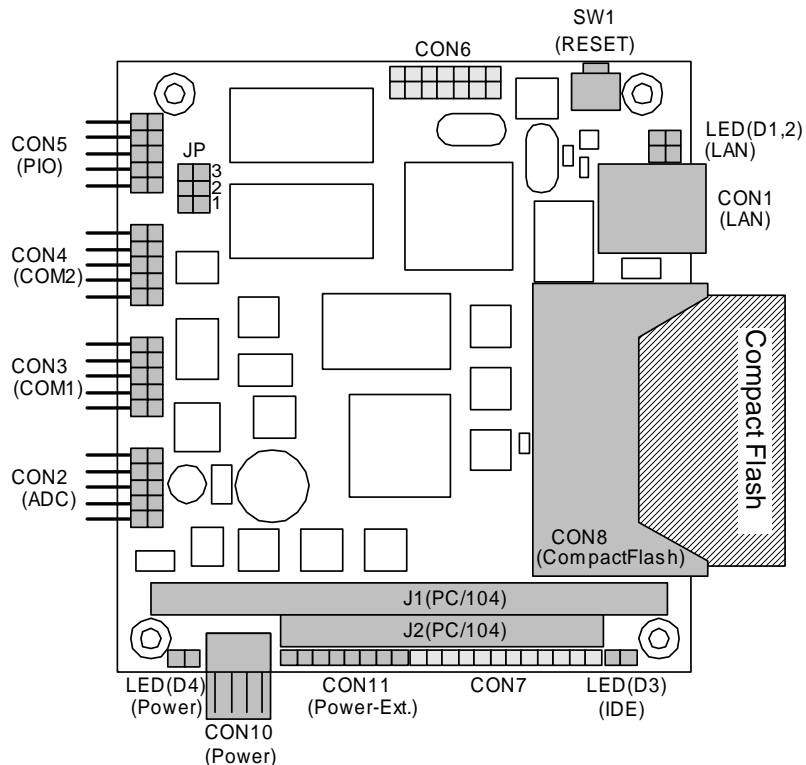 SW1
(RESET)
CON6
LED(D1,2)
(LAN)
CON5
(PIO)
JP
3
2
1
CON1
(LAN)
CON4
(COM2)
Compact Flash
CON3
(COM1)
CON2
(ADC)
CON8
(CompactFlash)
J1(PC/104)
J2(PC/104)
LED(D4)
(Power)
CON11
(Power-Ext.)
CON7
LED(D3)
(IDE)
CON10
(Power)